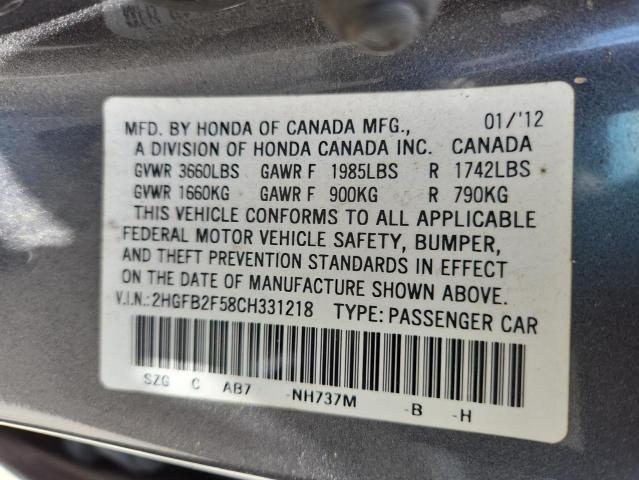 MFD. BY HONDA OF CANADA MFG., 01/'12
A DIVISION OF HONDA CANADA INC. CANADA
GVWR 3660LBS GAWR F 1985LBS R 1742LBS
GVWR 1660KG GAWR F 900KG R 790KG
THIS VEHICLE CONFORMS TO ALL APPLICABLE
FEDERAL MOTOR VEHICLE SAFETY, BUMPER,
AND THEFT PREVENTION STANDARDS IN EFFECT
ON THE DATE OF MANUFACTURE SHOWN ABOVE.
V.I.N.:2HGFB2F58CH331218 TYPE:PASSENGER CAR
SZG C AB7 -NH737M -B -H